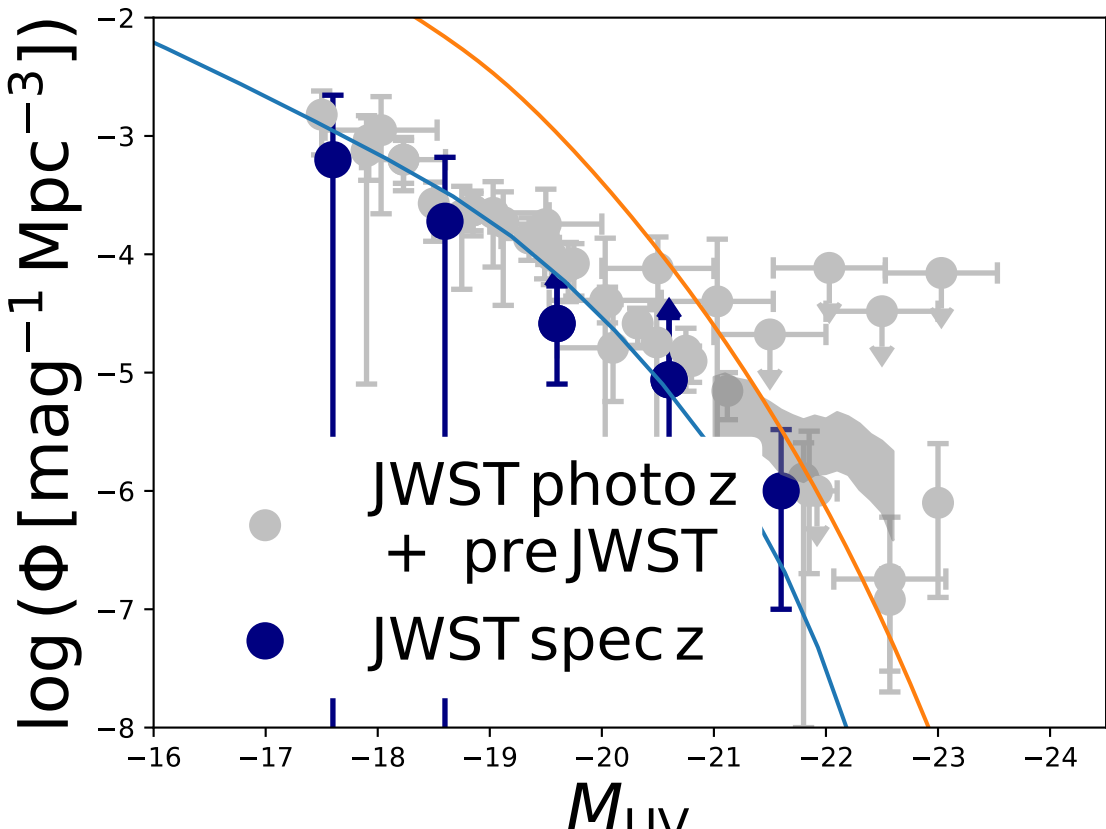 log (Φ [mag⁻¹ Mpc⁻³])
−2
−3
−4
−5
−6
−7
−8
JWST photo z
+ pre JWST
JWST spec z
−16 −17 −18 −19 −20 −21 −22 −23 −24
M_UV